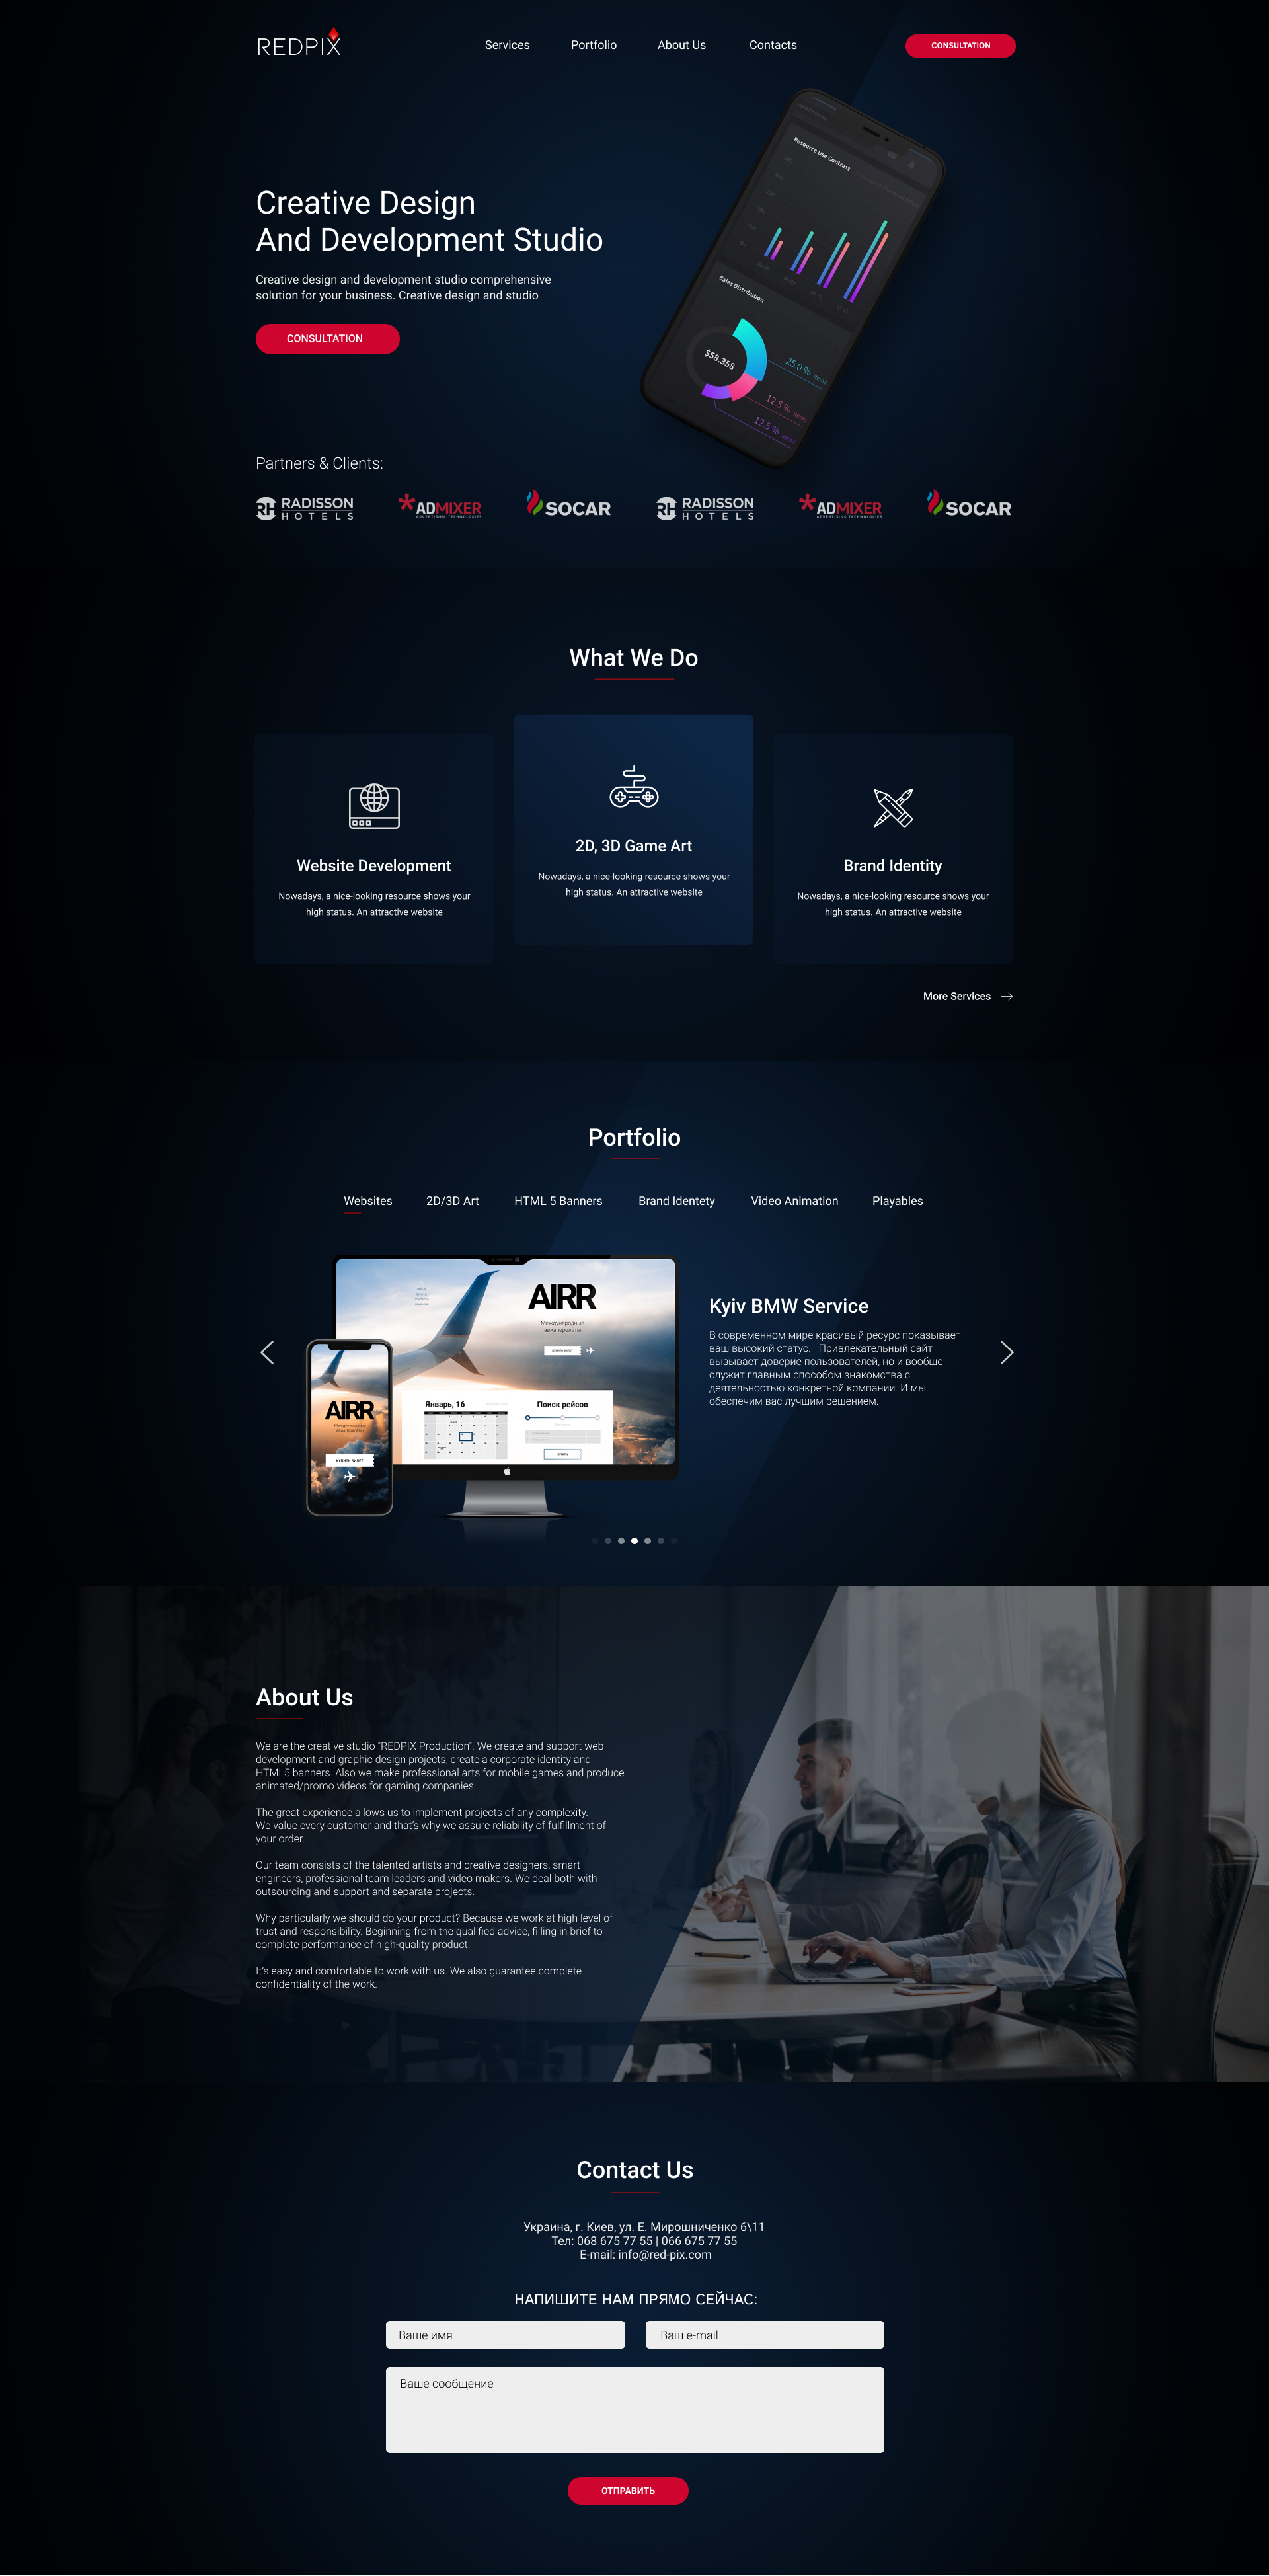 REDPIX
Services
Portfolio
About Us
Contacts
CONSULTATION
Resource Use Contrast
Creative Design
And Development Studio
Creative design and development studio comprehensive
solution for your business. Creative design and studio
CONSULTATION
Sales Distribution
$58.358
25.0 %
12.5 %
12.5 %
Partners & Clients:
RADISSON
HOTELS
ADMIXER
ADVERTISING TECHNOLOGIES
SOCAR
RADISSON
HOTELS
ADMIXER
ADVERTISING TECHNOLOGIES
SOCAR
What We Do
Website Development
Nowadays, a nice-looking resource shows your
high status. An attractive website
2D, 3D Game Art
Nowadays, a nice-looking resource shows your
high status. An attractive website
Brand Identity
Nowadays, a nice-looking resource shows your
high status. An attractive website
More Services
Portfolio
Websites
2D/3D Art
HTML 5 Banners
Brand Identety
Video Animation
Playables
AIRR
Международные
авиаперелеты
КУПИТЬ БИЛЕТ
Январь, 16
Поиск рейсов
AIRR
КУПИТЬ БИЛЕТ
Kyiv BMW Service
В современном мире красивый ресурс показывает
ваш высокий статус. Привлекательный сайт
вызывает доверие пользователей, но и вообще
служит главным способом знакомства с
деятельностью конкретной компании. И мы
обеспечим вас лучшим решением.
About Us
We are the creative studio "REDPIX Production". We create and support web
development and graphic design projects, create a corporate identity and
HTML5 banners. Also we make professional arts for mobile games and produce
animated/promo videos for gaming companies.
The great experience allows us to implement projects of any complexity.
We value every customer and that's why we assure reliability of fulfillment of
your order.
Our team consists of the talented artists and creative designers, smart
engineers, professional team leaders and video makers. We deal both with
outsourcing and support and separate projects.
Why particularly we should do your product? Because we work at high level of
trust and responsibility. Beginning from the qualified advice, filling in brief to
complete performance of high-quality product.
It's easy and comfortable to work with us. We also guarantee complete
confidentiality of the work.
Contact Us
Украина, г. Киев, ул. Е. Мирошниченко 6\11
Тел: 068 675 77 55 | 066 675 77 55
E-mail: info@red-pix.com
НАПИШИТЕ НАМ ПРЯМО СЕЙЧАС:
Ваше имя
Ваш e-mail
Ваше сообщение
ОТПРАВИТЬ